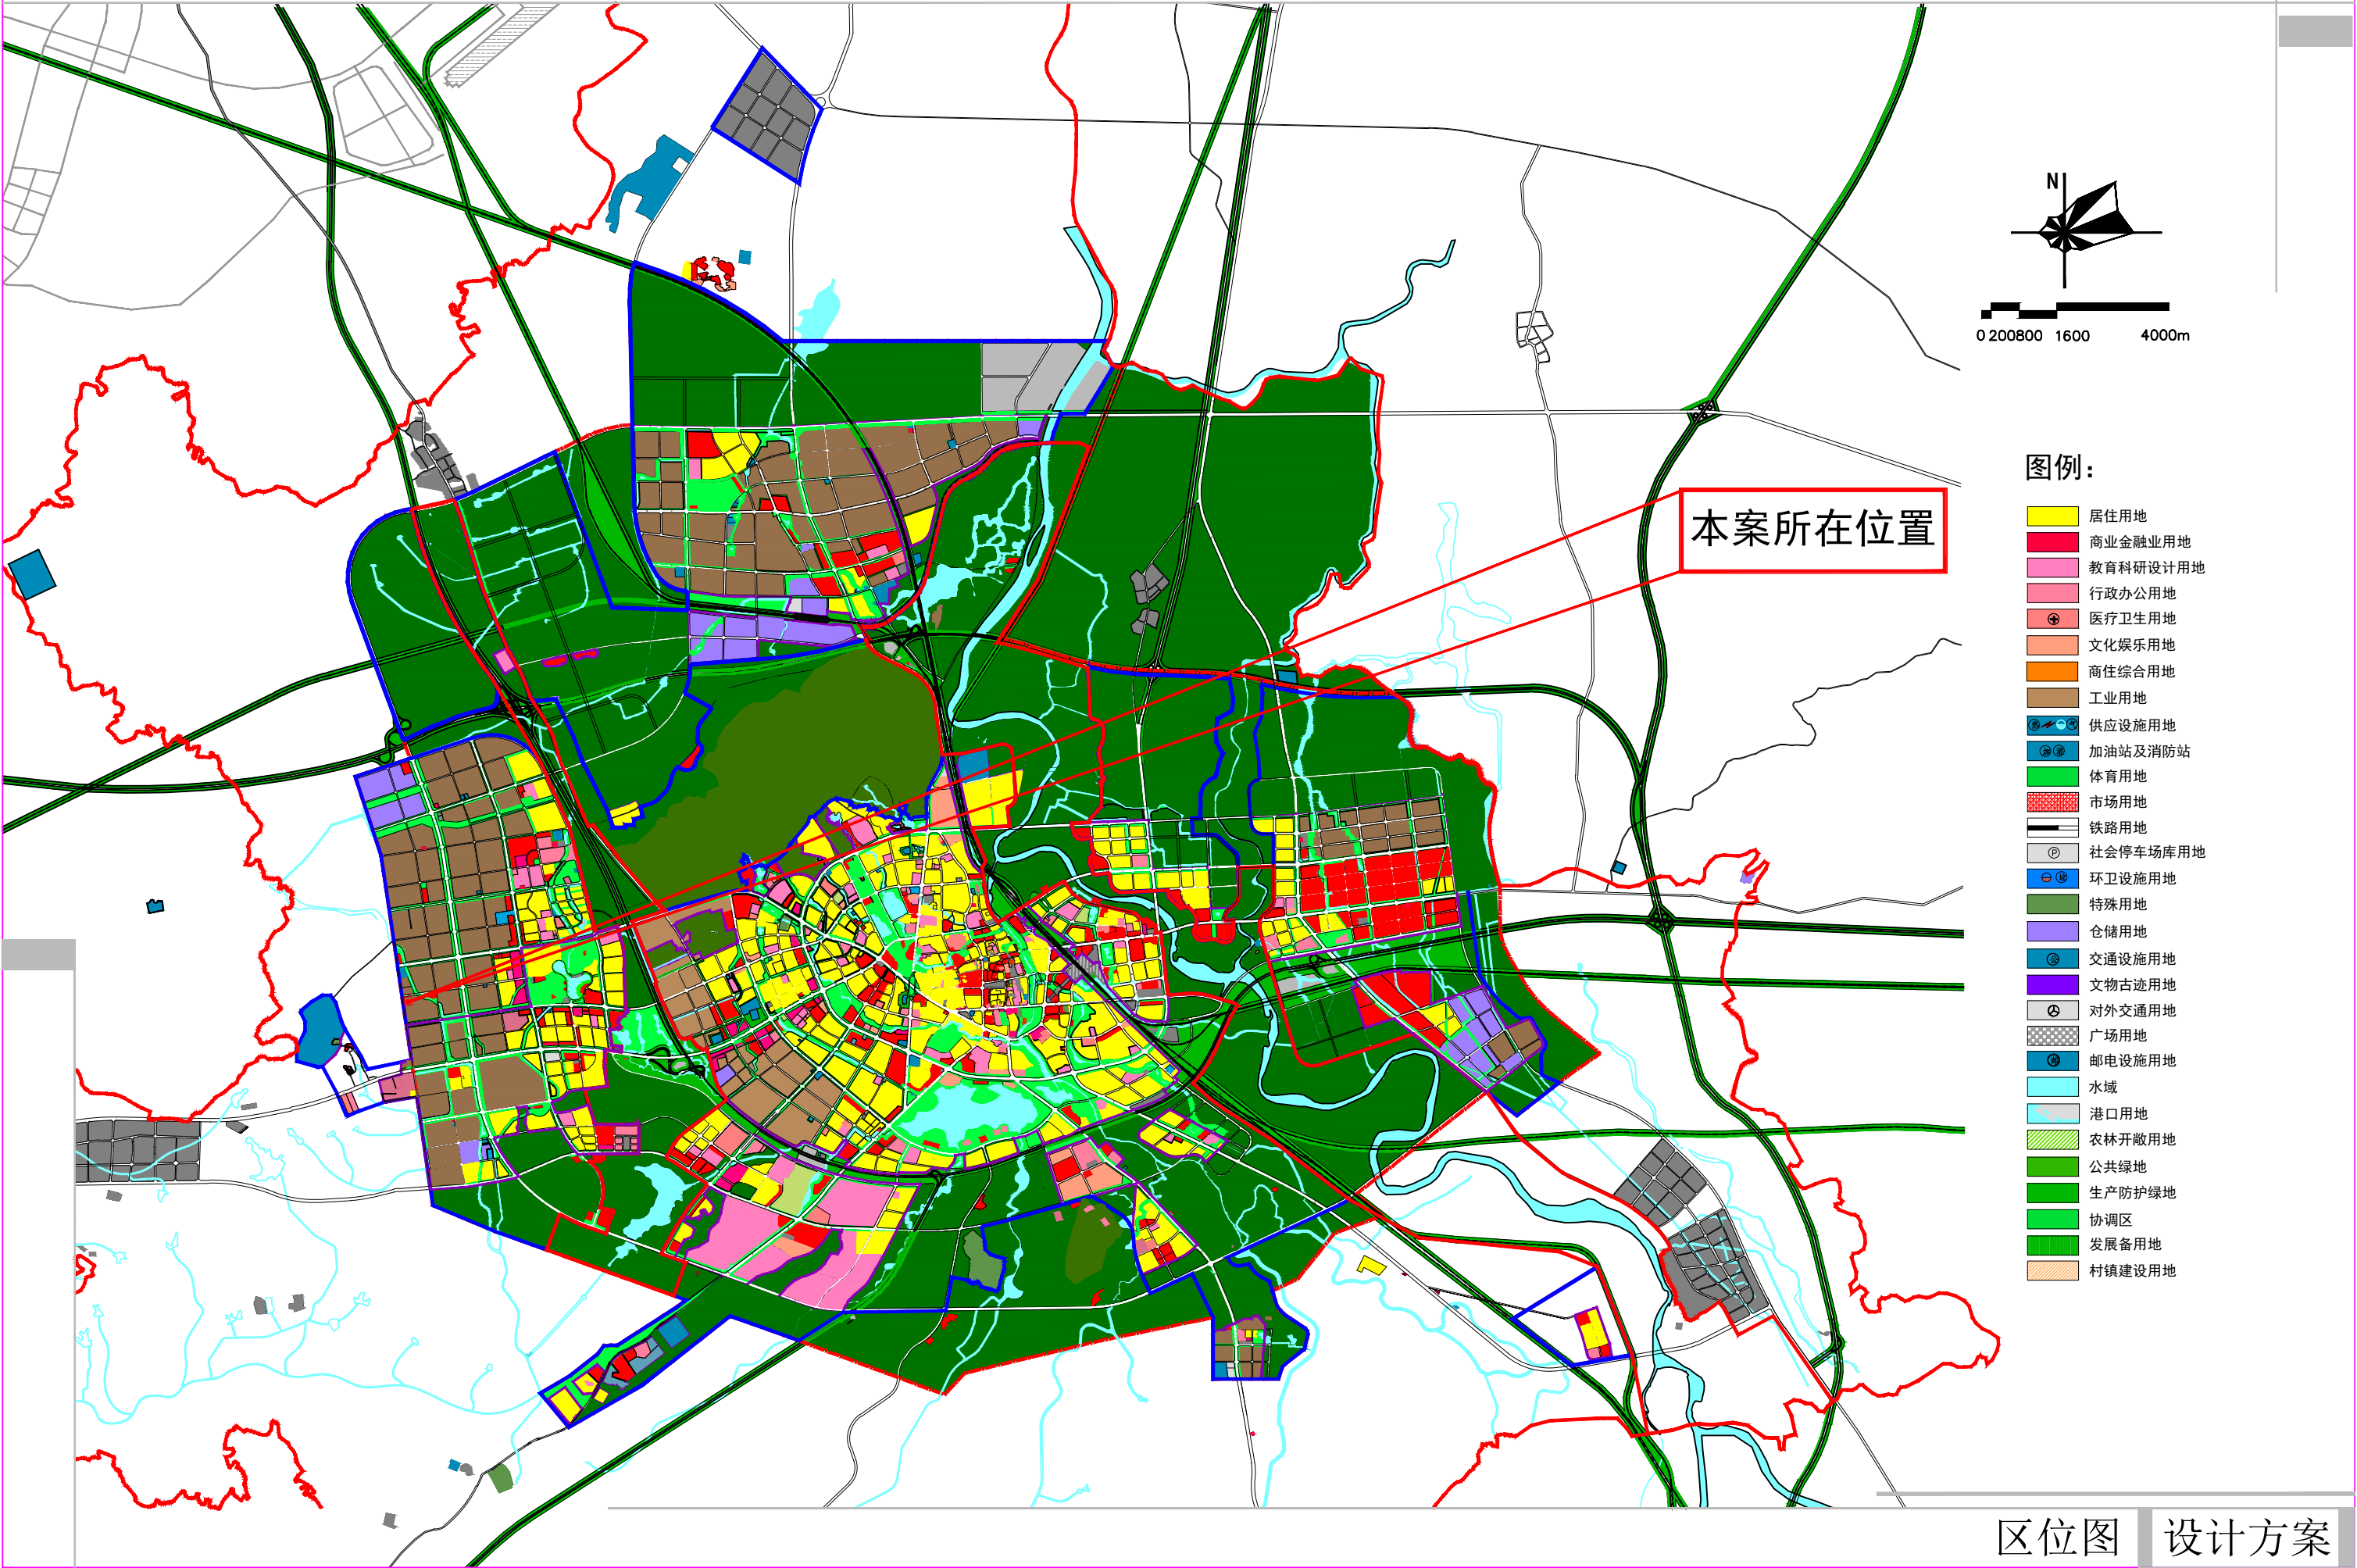 N
0 200800 1600 4000m
图例：
本案所在位置
居住用地
商业金融业用地
教育科研设计用地
行政办公用地
医疗卫生用地
文化娱乐用地
商住综合用地
工业用地
供应设施用地
加油站及消防站
体育用地
市场用地
铁路用地
P 社会停车场库用地
环卫设施用地
特殊用地
仓储用地
交通设施用地
文物古迹用地
对外交通用地
广场用地
邮电设施用地
水域
港口用地
农林开敞用地
公共绿地
生产防护绿地
协调区
发展备用地
村镇建设用地
区位图 设计方案